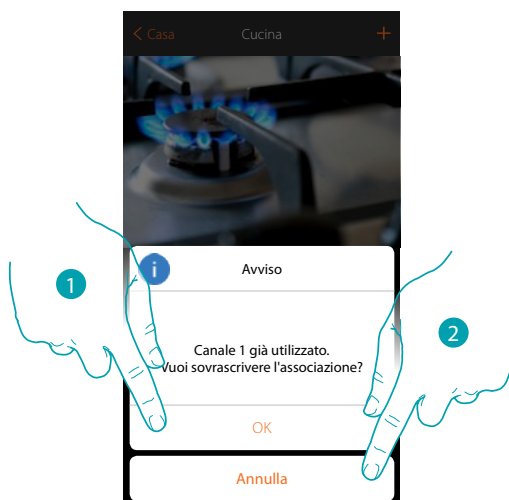 < Casa Cucina +
i Avviso
Canale 1 già utilizzato.
Vuoi sovrascrivere l'associazione?
1
2
OK
Annulla